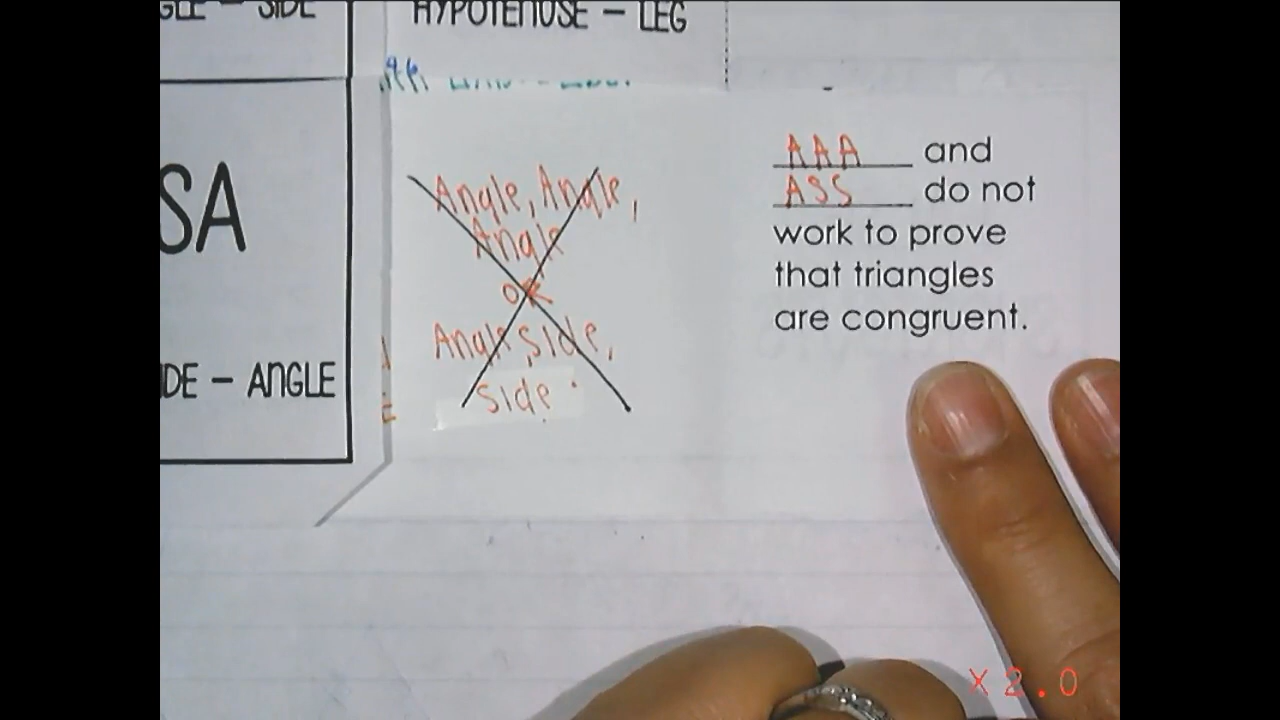 SIDE
HYPOTENUSE – LEG
SA
– ANGLE
Angle, Angle,
Angle
OR
Angle, side,
side
AAA and
ASS do not
work to prove
that triangles
are congruent.
X2.0